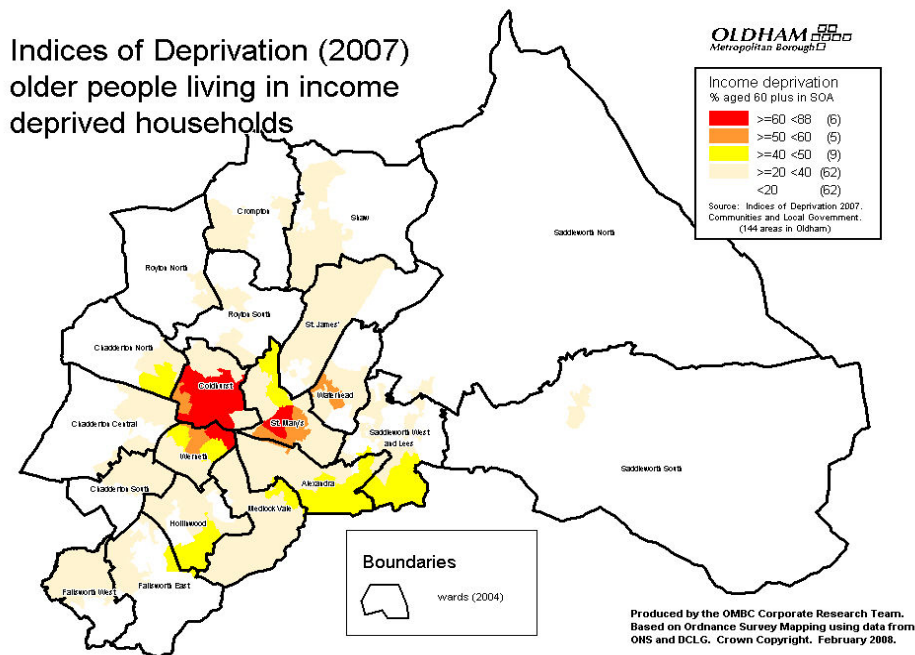 Indices of Deprivation (2007)
older people living in income
deprived households
OLDHAM
Metropolitan Borough
Income deprivation
% aged 60 plus in SOA
>=60 <88 (6)
>=50 <60 (5)
>=40 <50 (9)
>=20 <40 (62)
<20 (62)
Source: Indices of Deprivation 2007.
Communities and Local Government.
(144 areas in Oldham)
Crompton
Shaw
Saddleworth North
Royton North
Royton South
St. James'
Chadderton North
Coldhurst
Waterhead
Chadderton Central
St. Mary's
Saddleworth West
and Lees
Werneth
Saddleworth South
Chadderton South
Alexandra
Medlock Vale
Hollinwood
Failsworth West
Failsworth East
Boundaries
wards (2004)
Produced by the OMBC Corporate Research Team.
Based on Ordnance Survey Mapping using data from
ONS and DCLG. Crown Copyright. February 2008.